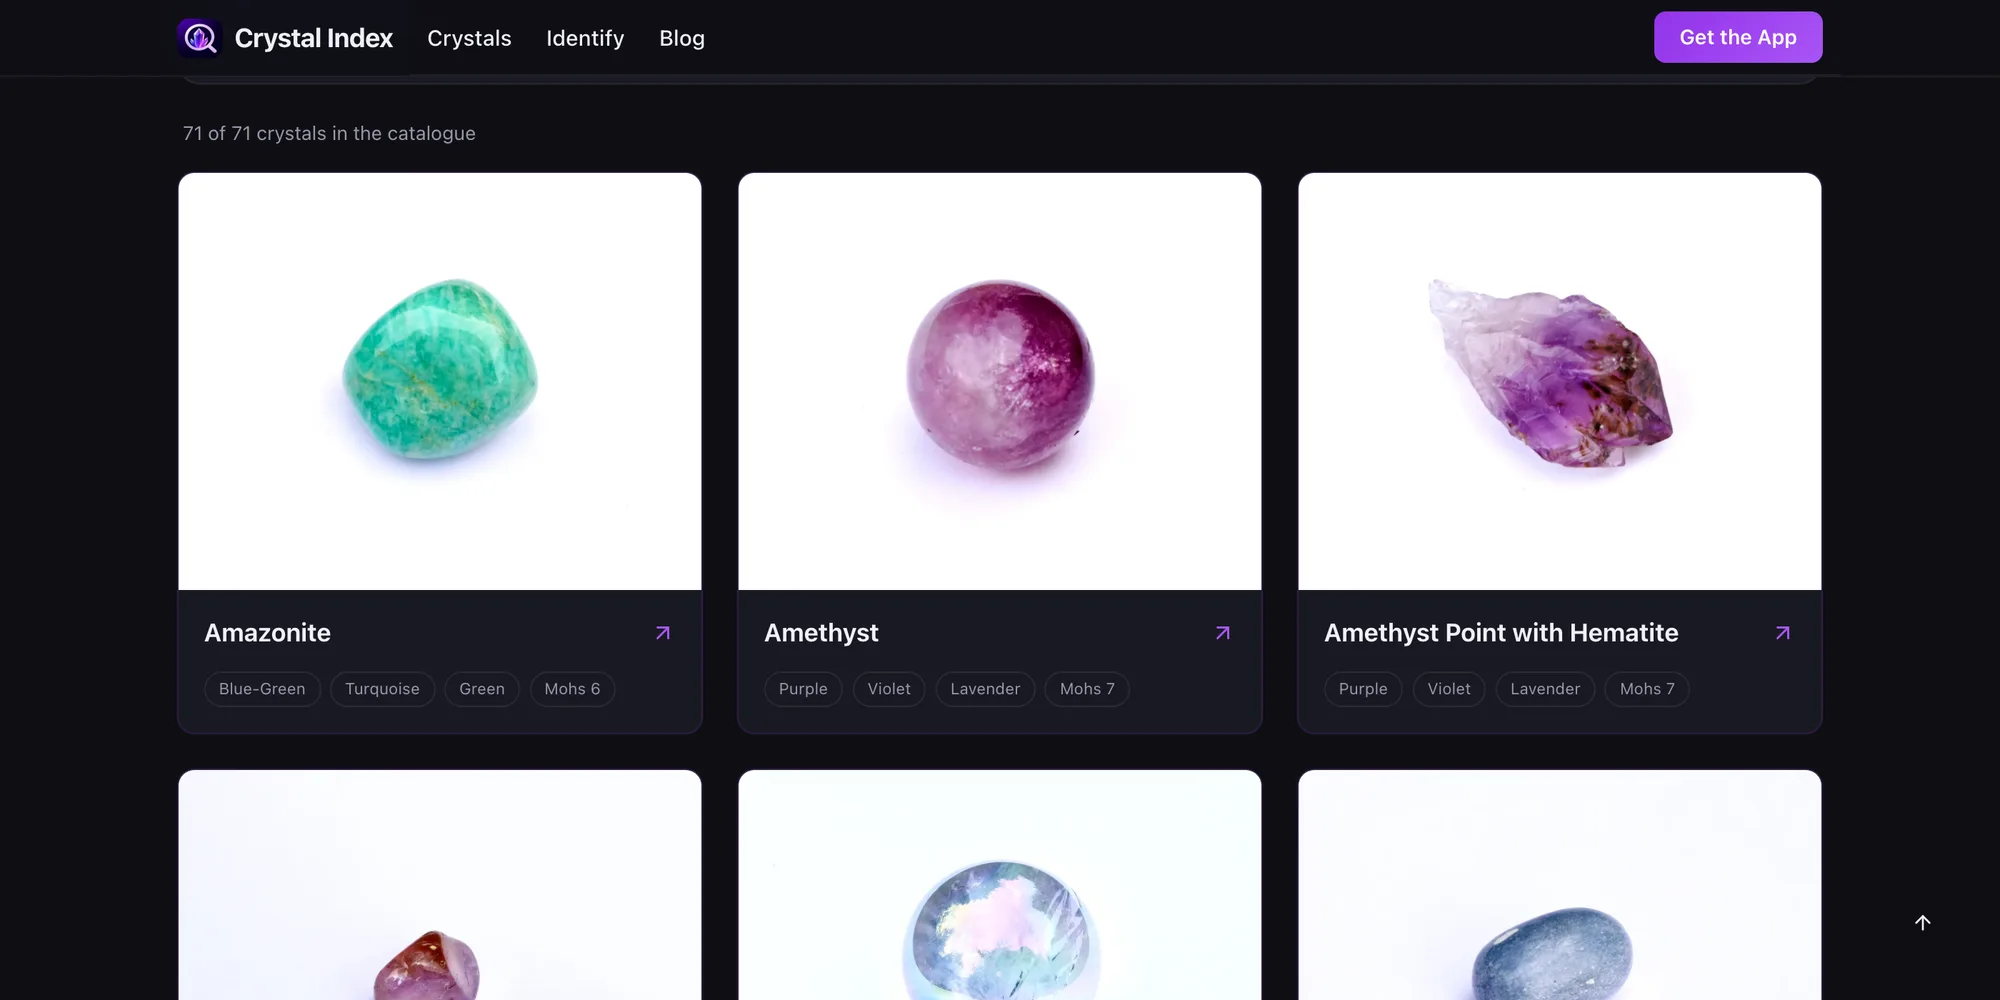 Crystal Index Crystals Identify Blog Get the App
71 of 71 crystals in the catalogue
Amazonite
Blue-Green Turquoise Green Mohs 6
Amethyst
Purple Violet Lavender Mohs 7
Amethyst Point with Hematite
Purple Violet Lavender Mohs 7